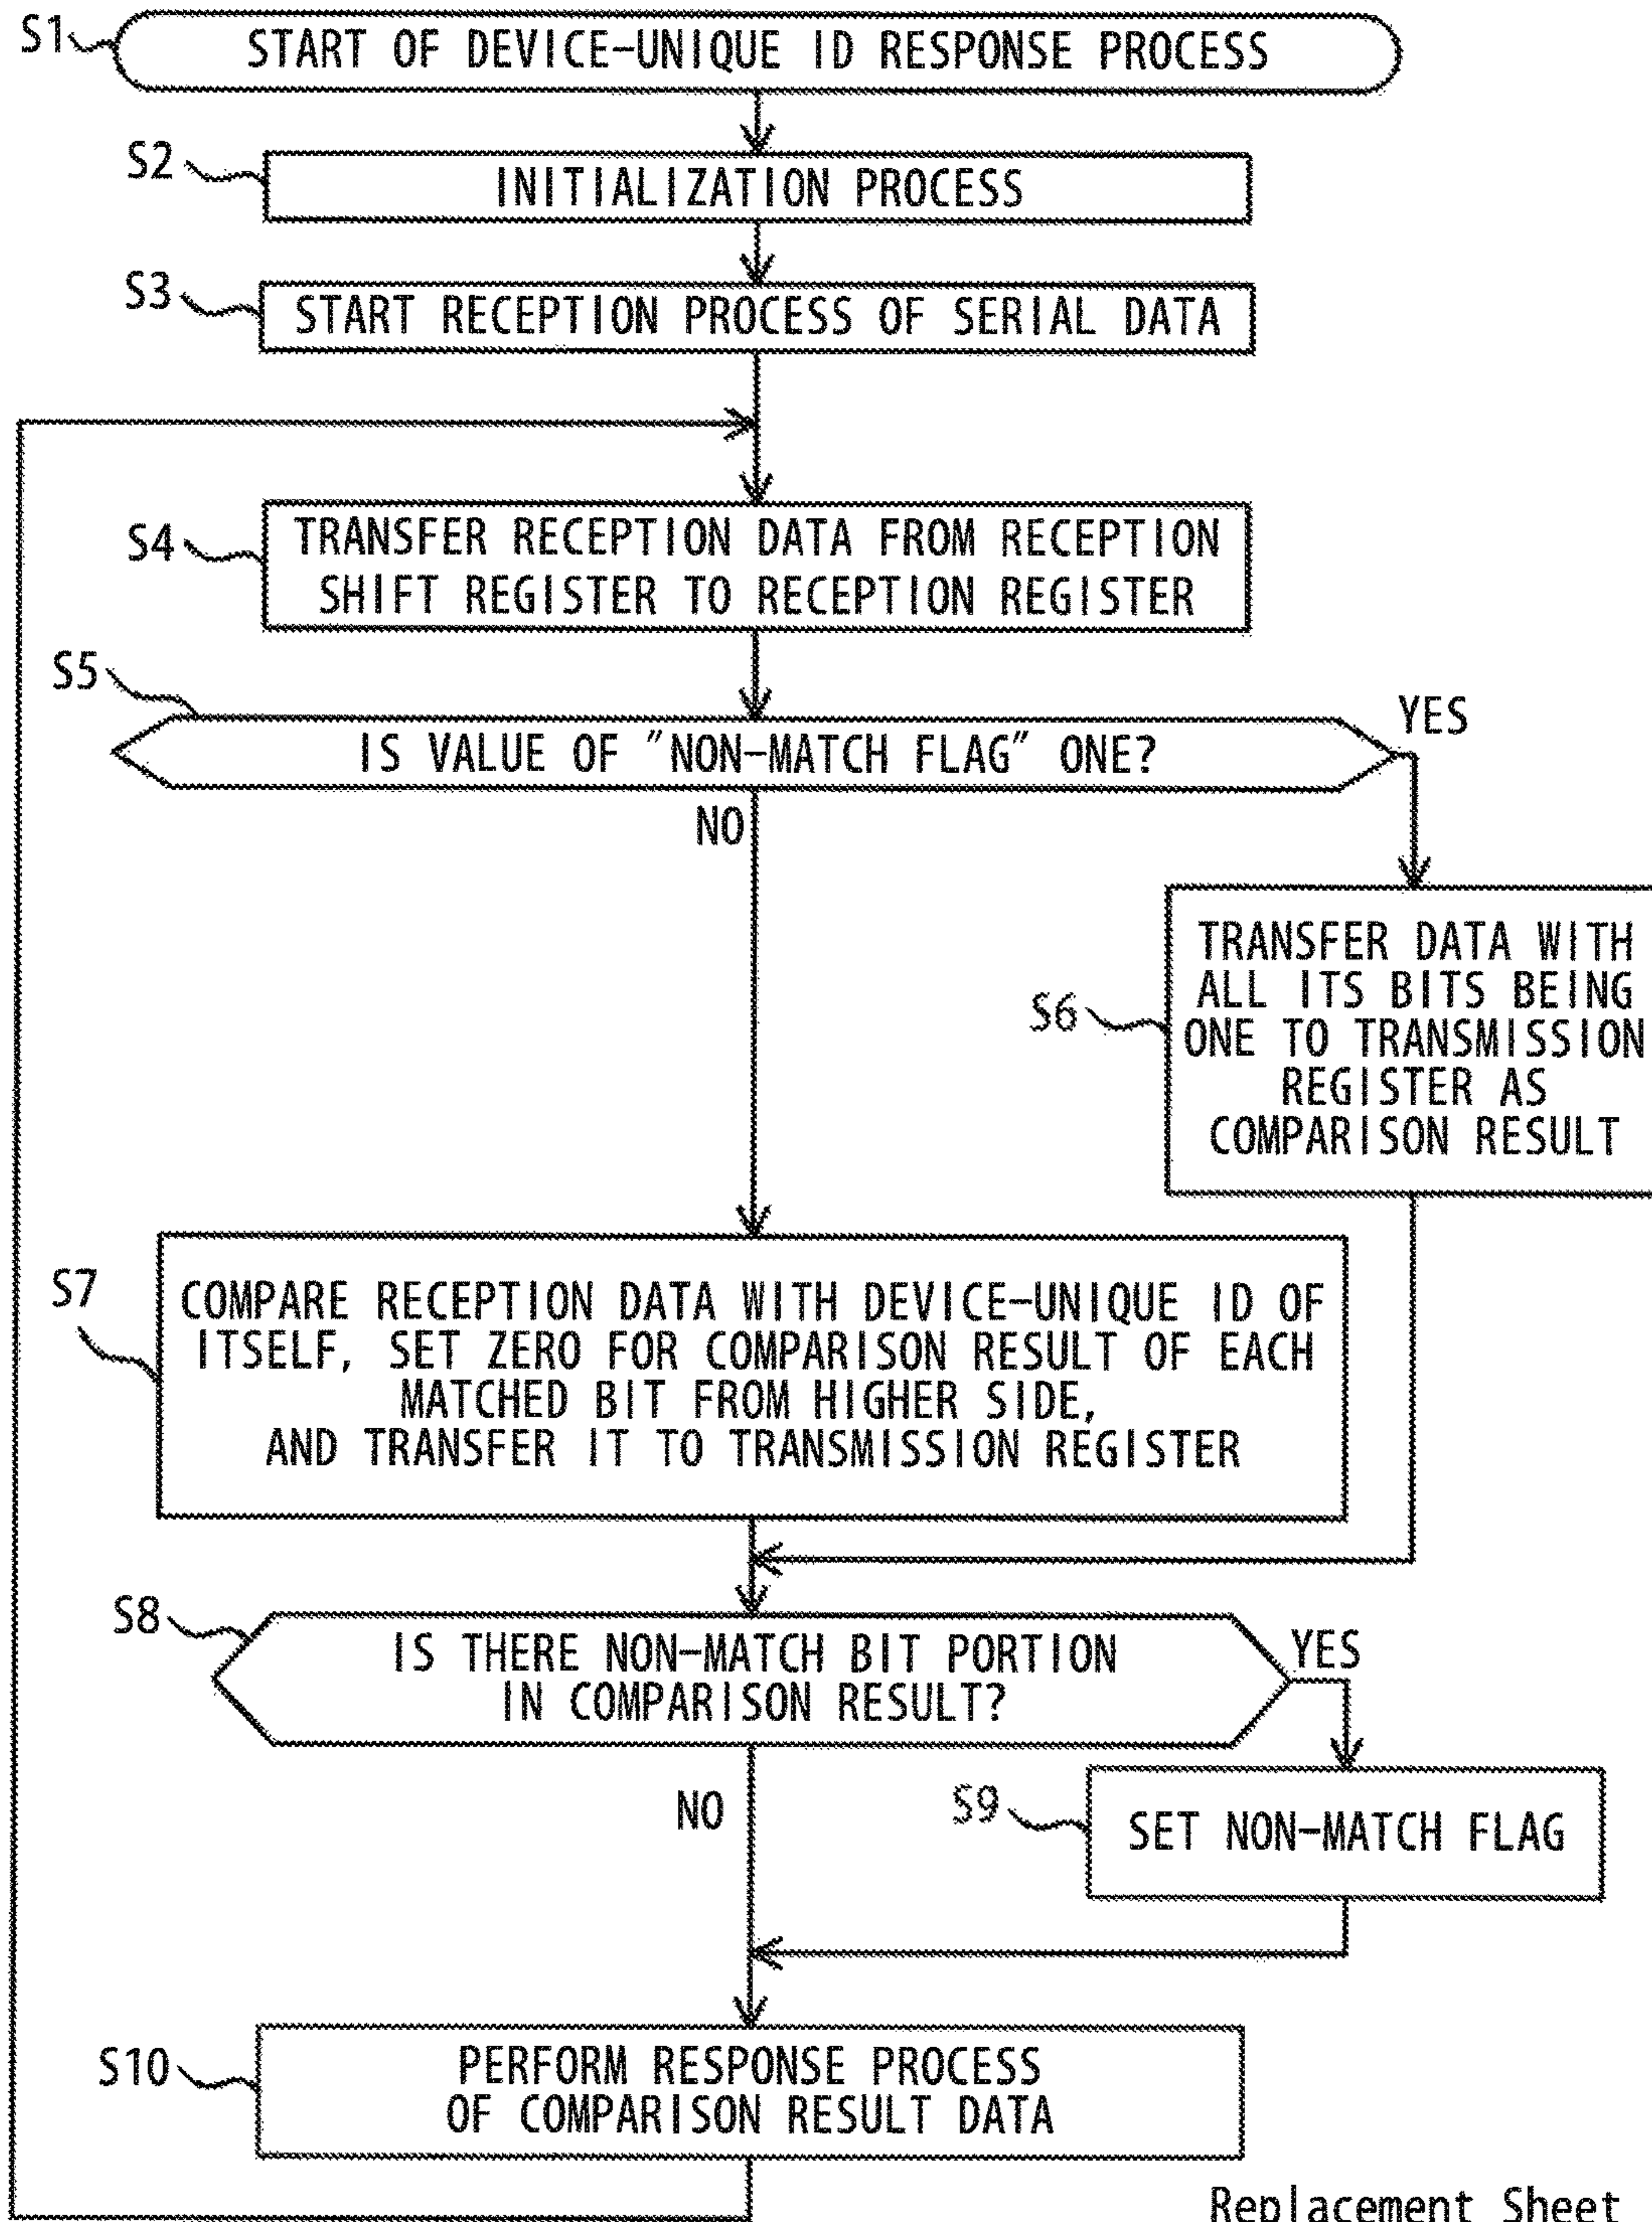 S1
START OF DEVICE-UNIQUE ID RESPONSE PROCESS
S2
INITIALIZATION PROCESS
S3
START RECEPTION PROCESS OF SERIAL DATA
S4
TRANSFER RECEPTION DATA FROM RECEPTION
SHIFT REGISTER TO RECEPTION REGISTER
S5
IS VALUE OF "NON-MATCH FLAG" ONE?
YES
NO
S6
TRANSFER DATA WITH
ALL ITS BITS BEING
ONE TO TRANSMISSION
REGISTER AS
COMPARISON RESULT
S7
COMPARE RECEPTION DATA WITH DEVICE-UNIQUE ID OF
ITSELF, SET ZERO FOR COMPARISON RESULT OF EACH
MATCHED BIT FROM HIGHER SIDE,
AND TRANSFER IT TO TRANSMISSION REGISTER
S8
IS THERE NON-MATCH BIT PORTION
IN COMPARISON RESULT?
YES
NO
S9
SET NON-MATCH FLAG
S10
PERFORM RESPONSE PROCESS
OF COMPARISON RESULT DATA
Replacement Sheet